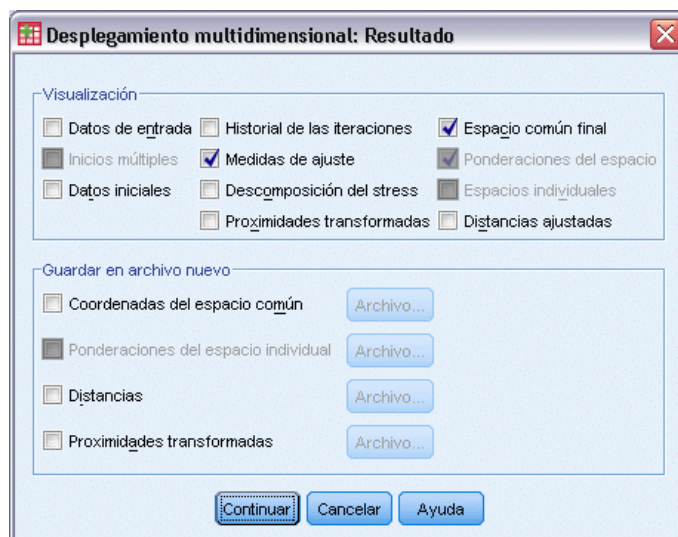 Desplegamiento multidimensional: Resultado
Visualización
Datos de entrada Historial de las iteraciones Espacio común final
Inicios múltiples Medidas de ajuste Ponderaciones del espacio
Datos iniciales Descomposición del stress Espacios individuales
Proximidades transformadas Distancias ajustadas
Guardar en archivo nuevo
Coordenadas del espacio común Archivo...
Ponderaciones del espacio individual Archivo...
Distancias Archivo...
Proximidades transformadas Archivo...
Continuar Cancelar Ayuda